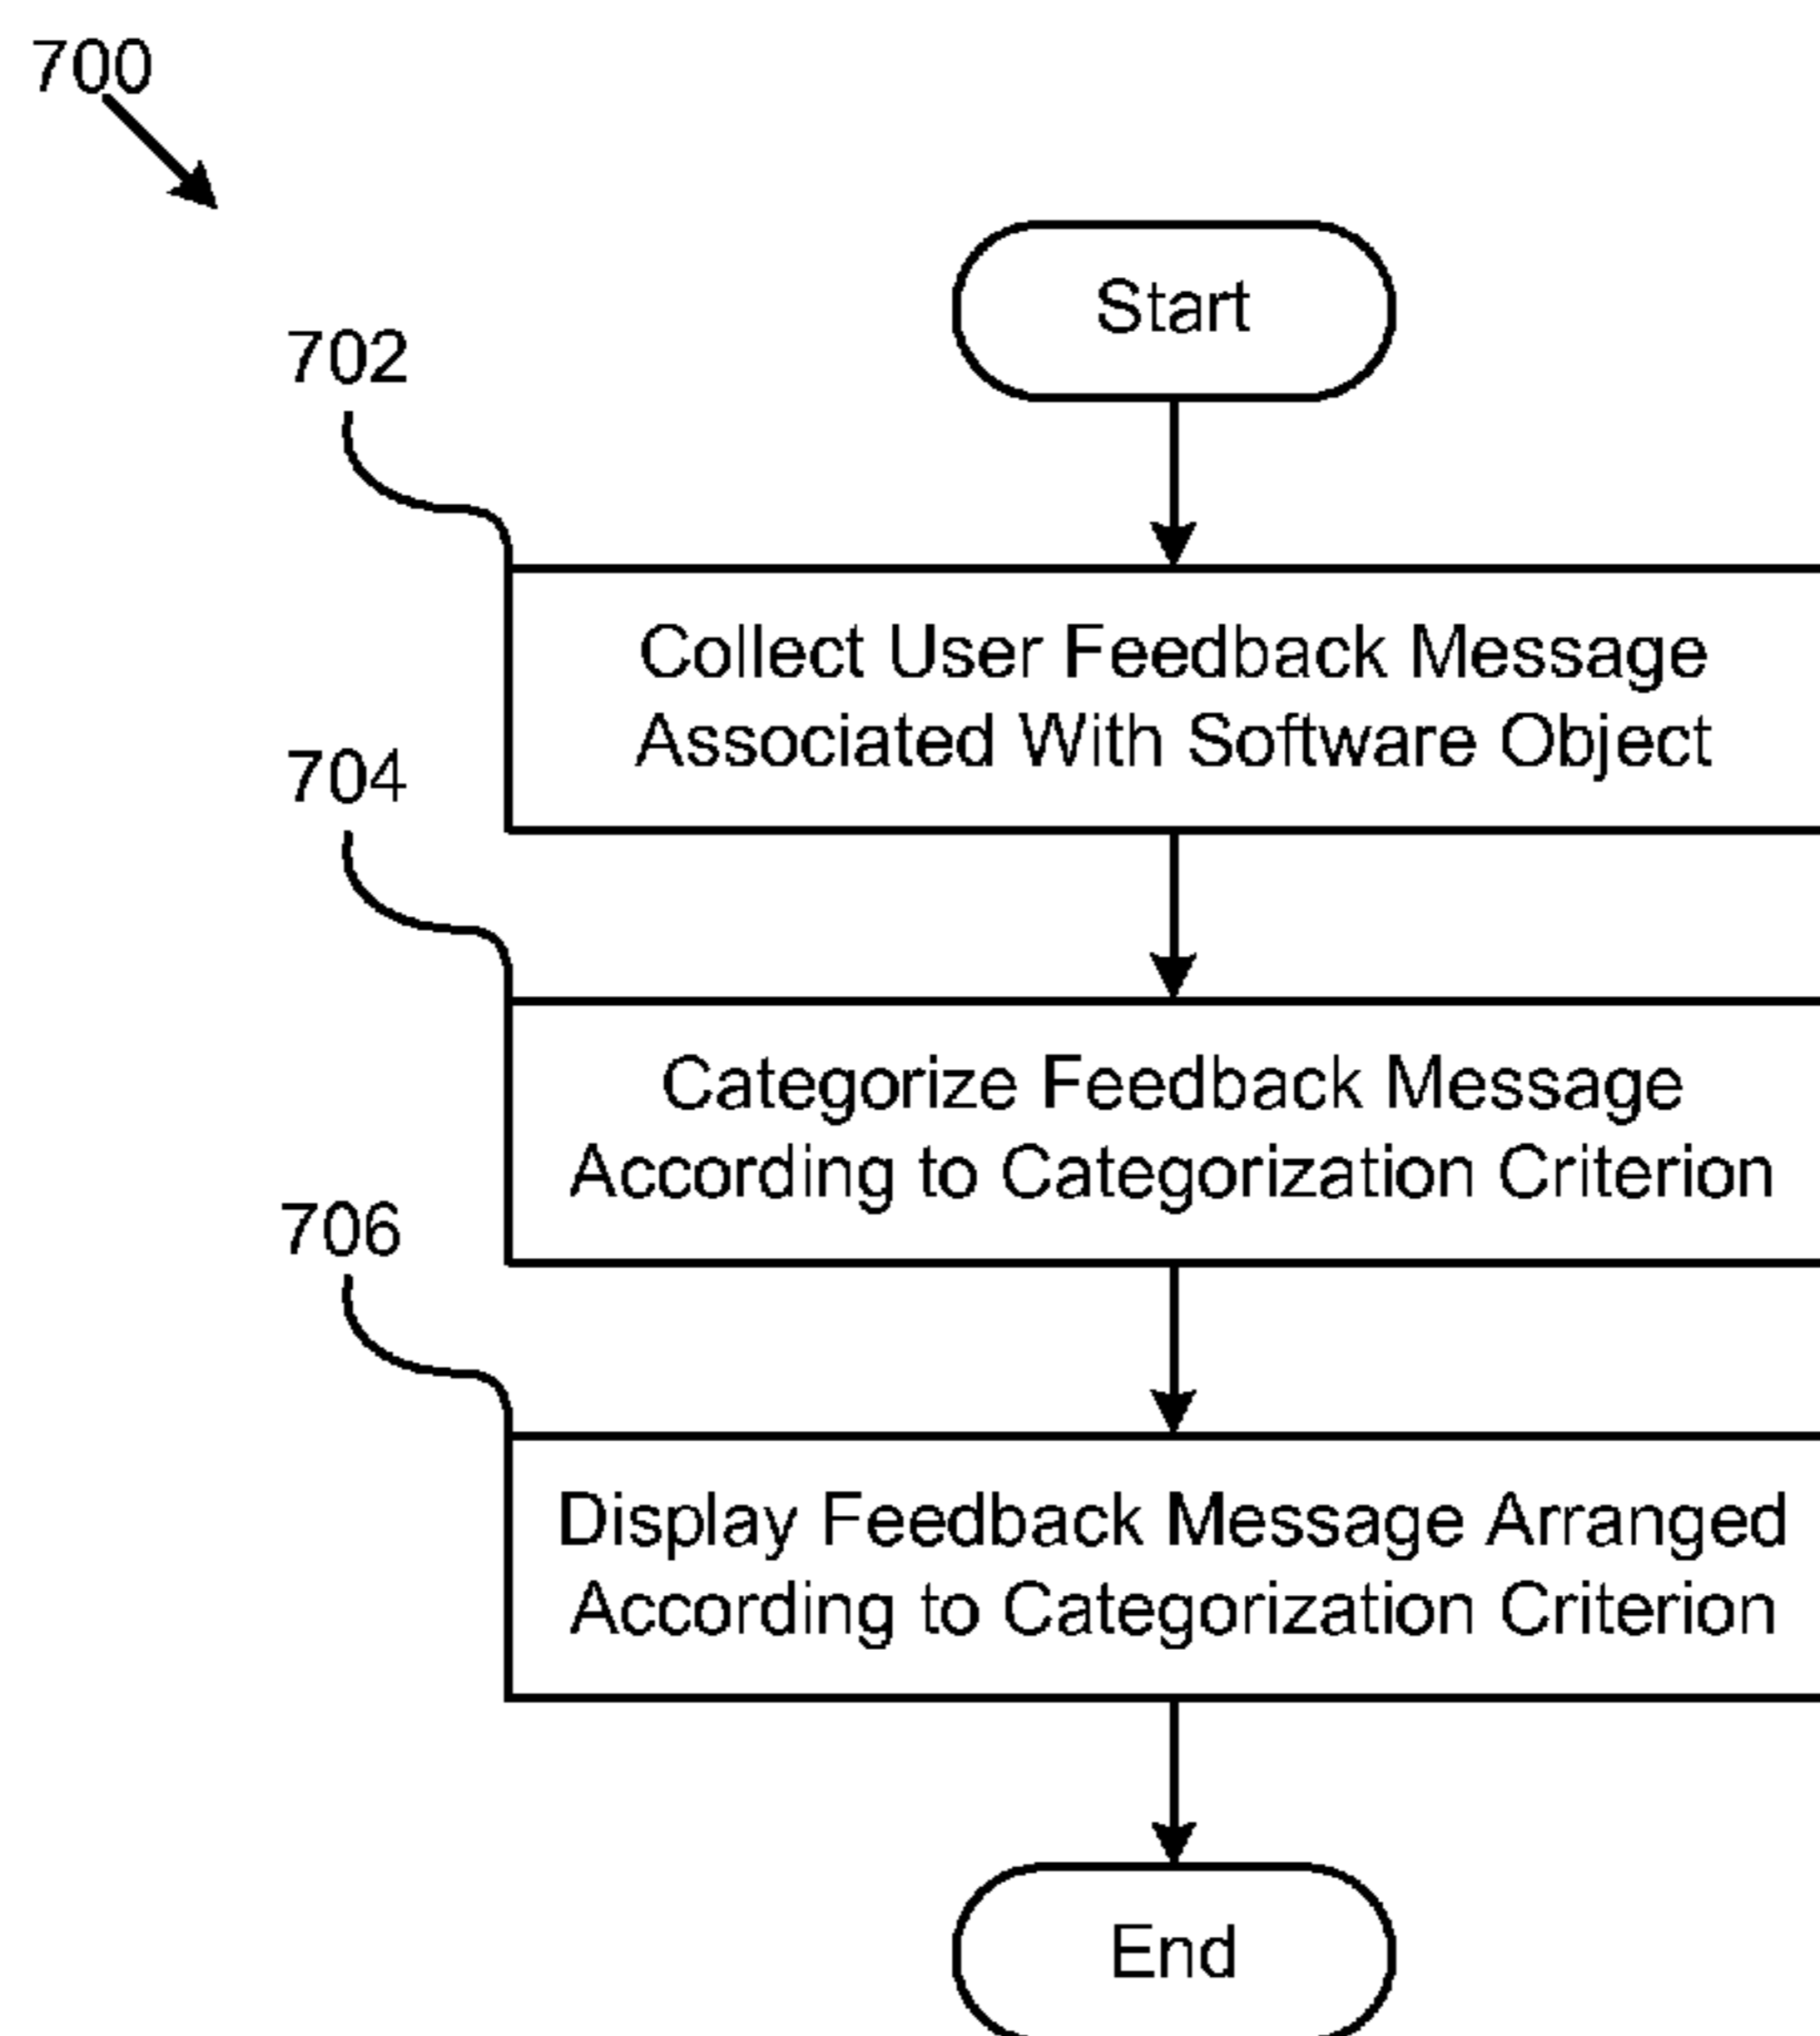 700
Start
702
Collect User Feedback Message
Associated With Software Object
704
Categorize Feedback Message
According to Categorization Criterion
706
Display Feedback Message Arranged
According to Categorization Criterion
End